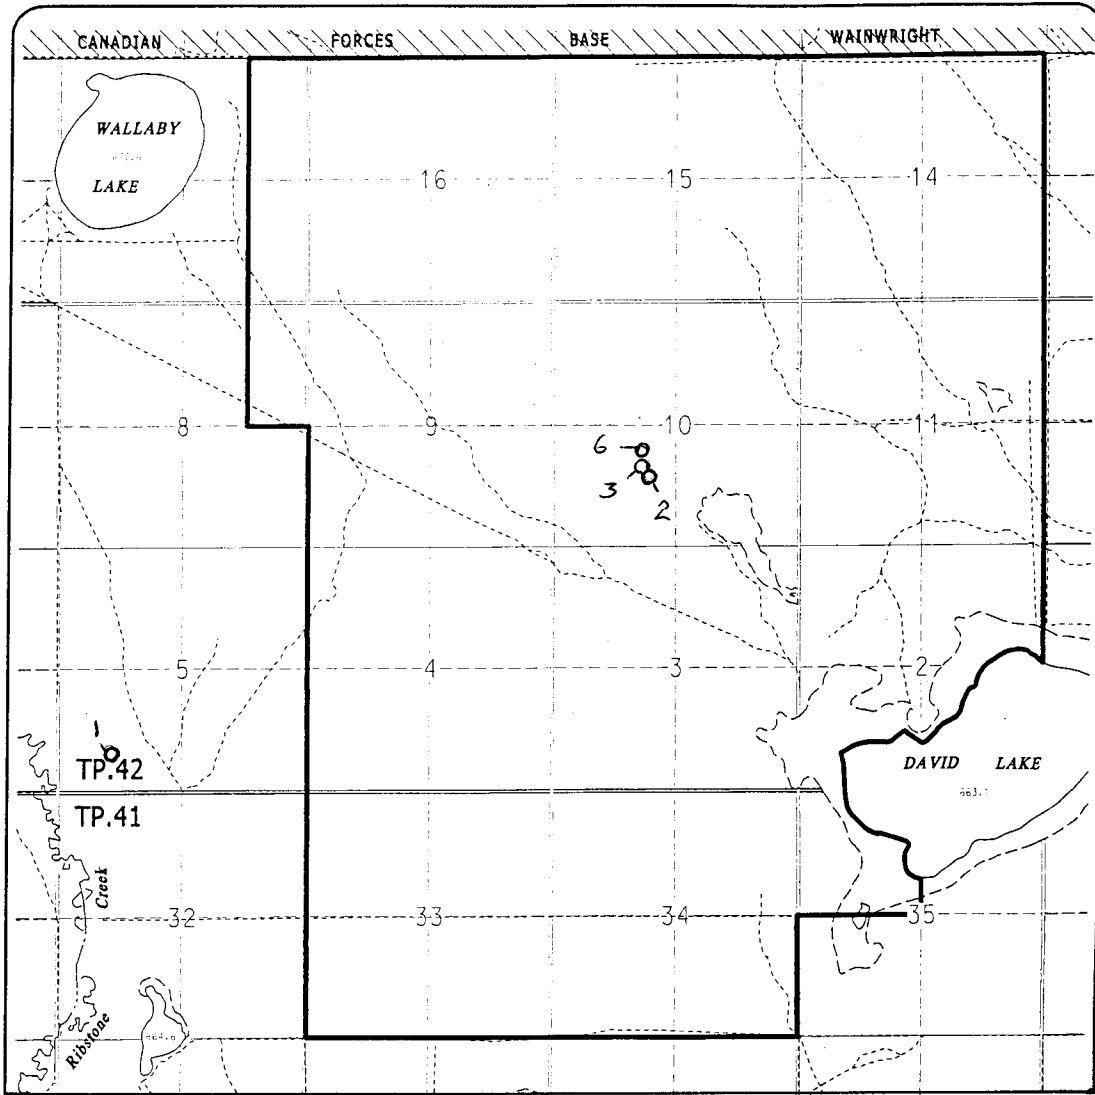 CANADIAN FORCES BASE WAINWRIGHT
WALLABY
LAKE
16 15 14
8 9 10 11
6
3
2
5 4 3 2
1
TP.42
DAVID LAKE
TP.41
Creek
32 33 34 35
Ribstone